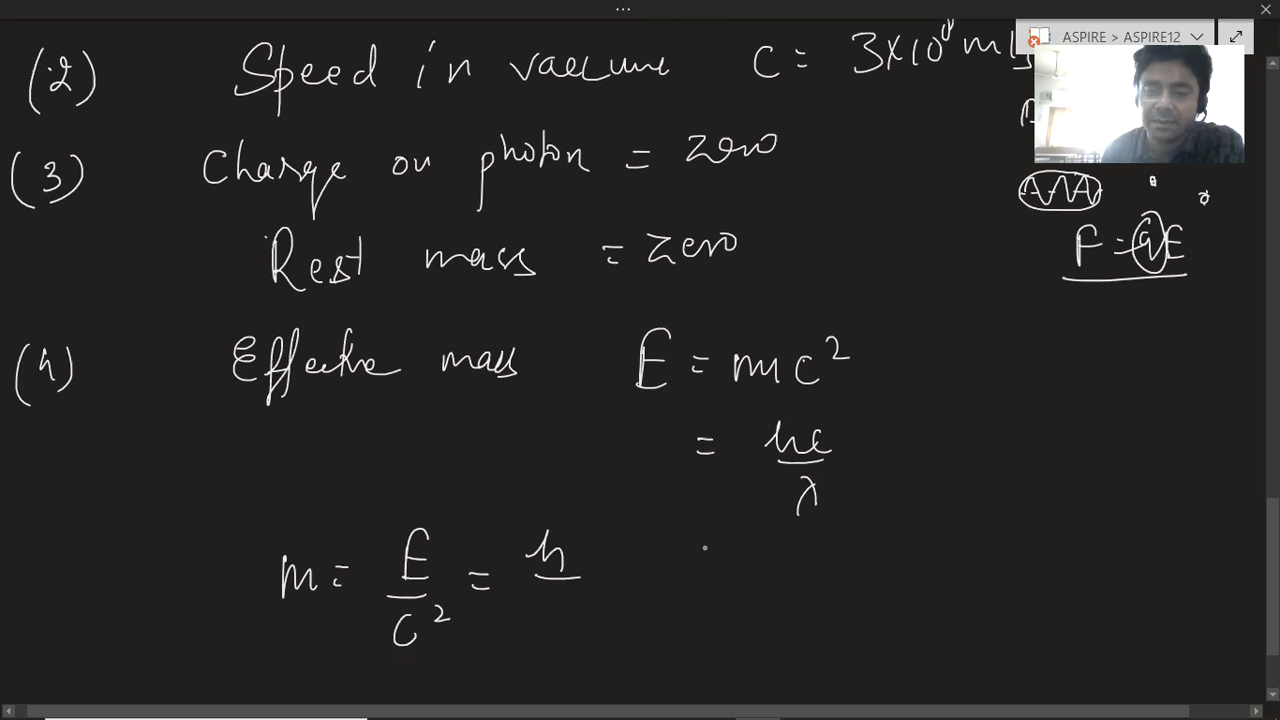 (2) Speed in vacuum c = 3×10⁸ m/s
ASPIRE > ASPIRE12
(3) Charge on photon = zero
F = qE
Rest mass = zero
(4) Effective mass E = mc²
= hc/λ
m = E/c² = h